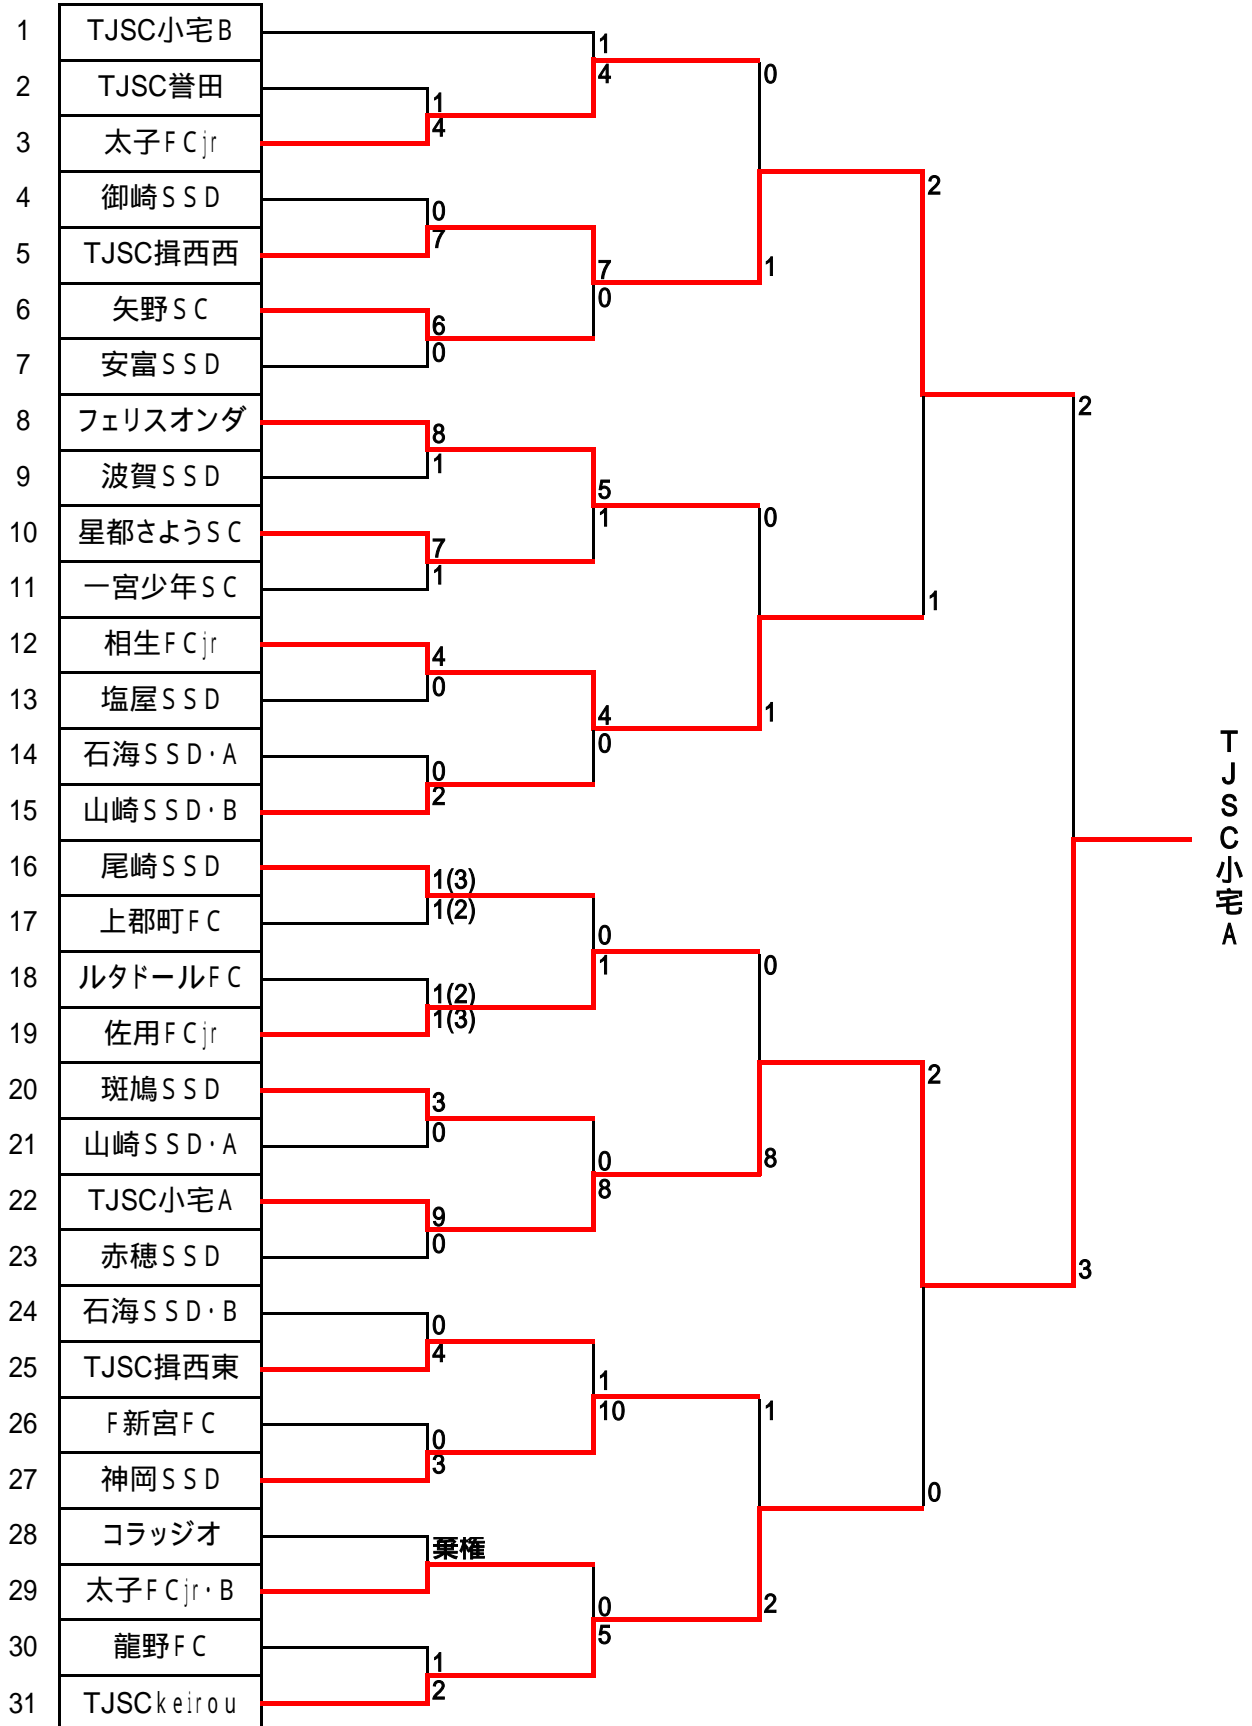 1 TJSC小宅B
2 TJSC誉田
3 太子FCjr
4 御崎SSD
5 TJSC揖西西
6 矢野SC
7 安富SSD
8 フェリスオンダ
9 波賀SSD
10 星都さようSC
11 一宮少年SC
12 相生FCjr
13 塩屋SSD
14 石海SSD・A
15 山崎SSD・B
16 尾崎SSD
17 上郡町FC
18 ルタドールFC
19 佐用FCjr
20 斑鳩SSD
21 山崎SSD・A
22 TJSC小宅A
23 赤穂SSD
24 石海SSD・B
25 TJSC揖西東
26 F新宮FC
27 神岡SSD
28 コラッジオ
29 太子FCjr・B
30 龍野FC
31 TJSCkeirou
1
4
0
7
6
0
8
1
7
1
4
0
0
2
1(3)
1(2)
1(2)
1(3)
3
0
9
0
0
4
0
3
棄権
1
2
1
4
7
0
5
1
4
0
0
1
0
8
1
10
0
5
0
1
0
1
0
8
1
2
2
1
2
0
2
3
TJSC小宅A